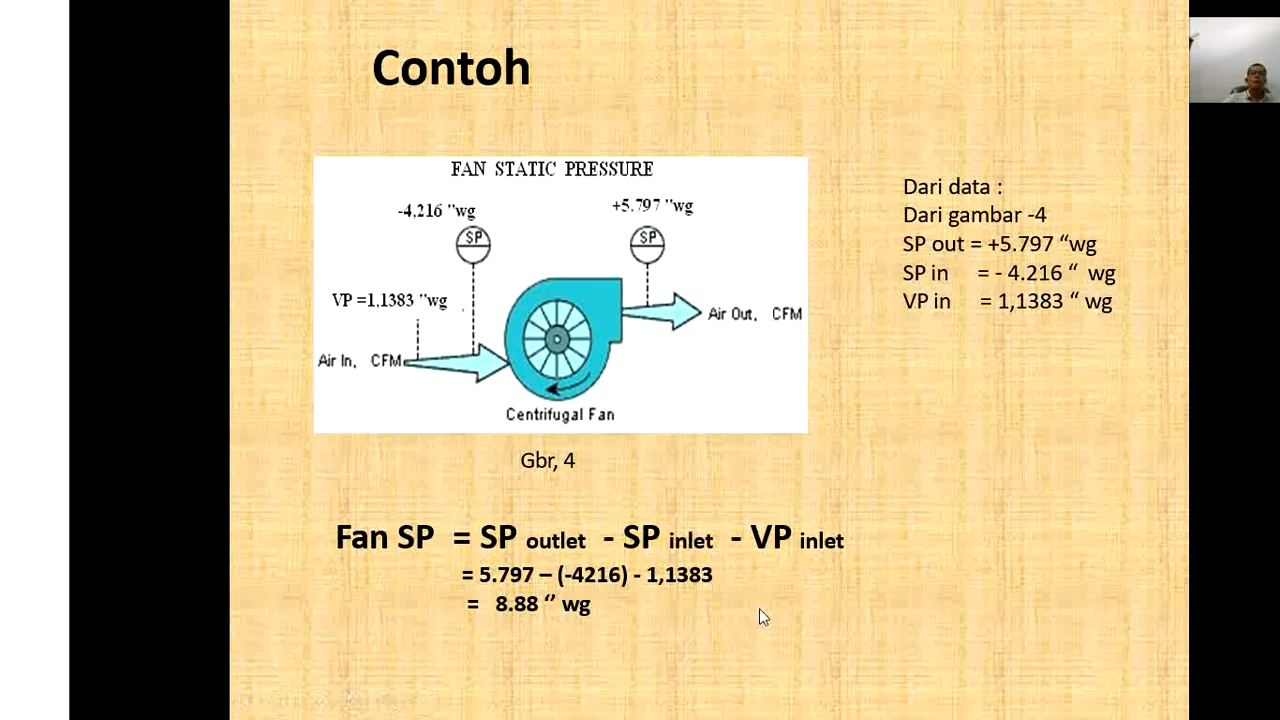 Contoh
FAN STATIC PRESSURE
-4,216 "wg
+5.797 "wg
SP
SP
VP =1,1383 "wg
Air Out, CFM
Air In, CFM
Centrifugal Fan
Gbr, 4
Dari data :
Dari gambar -4
SP out = +5.797 “wg
SP in = - 4.216 “ wg
VP in = 1,1383 “ wg
Fan SP = SP outlet - SP inlet - VP inlet
= 5.797 – (-4216) - 1,1383
= 8.88 ‘’ wg